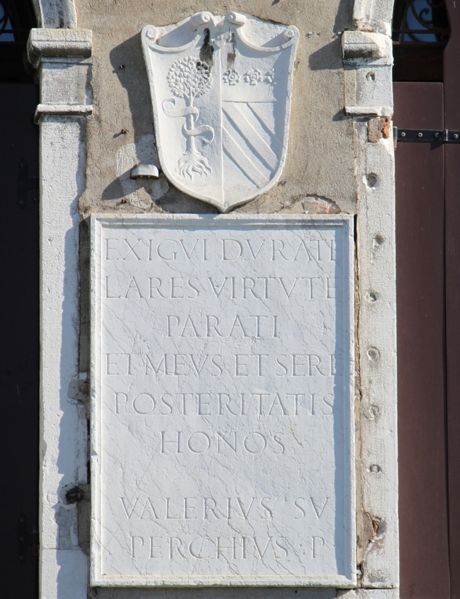 EXIGVI DVRATE
LARES VIRTVTE
PARATI
ET MEVS ET SERE
POSTERITATIS
HONOS
VALERIVS SV
PERCHIVS P